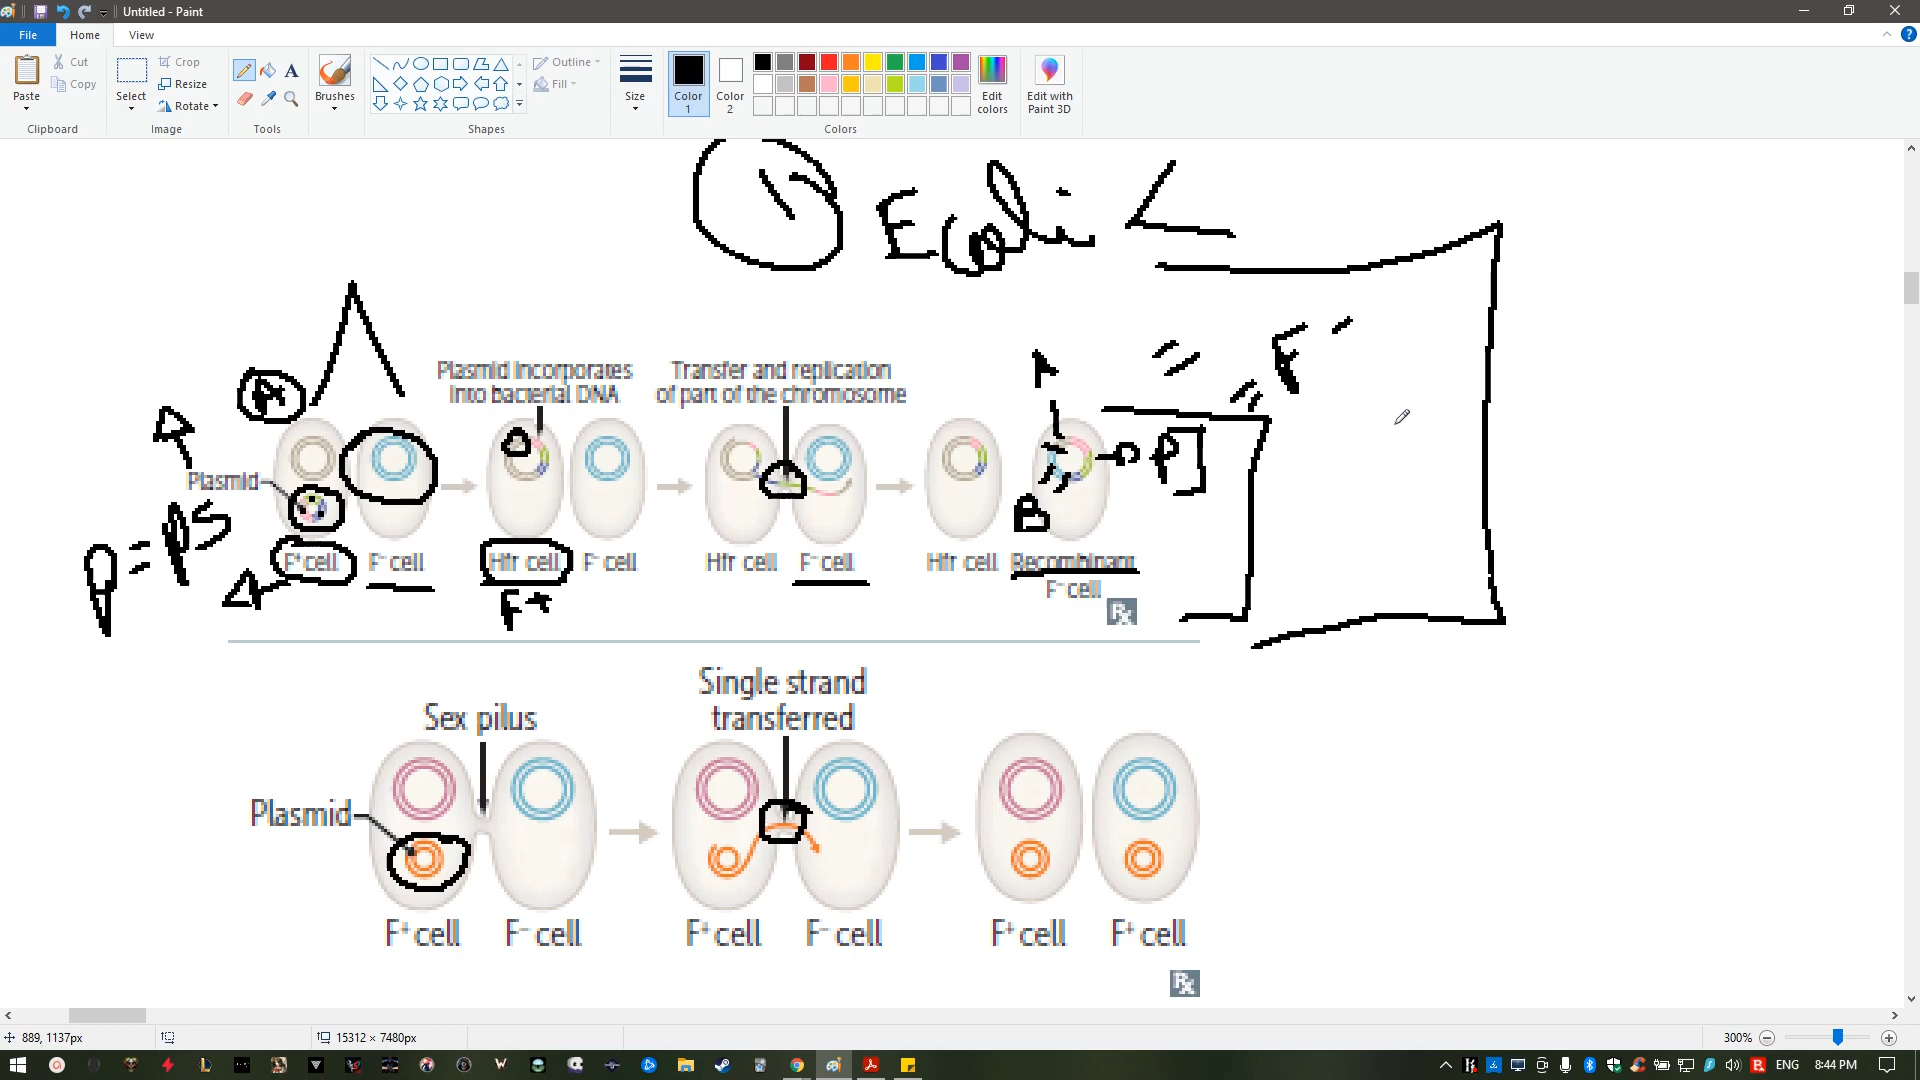 Untitled - Paint
File Home View
Paste
Cut
Copy
Clipboard
Select
Crop
Resize
Rotate
Image
A
Tools
Brushes
Shapes
Outline
Fill
Size
Color 1
Color 2
Edit colors
Edit with Paint 3D
Colors
Ecoli
A
Plasmid incorporates
into bacterial DNA
Transfer and replication
of part of the chromosome
F -
Plasmid
P]
P = PS
B
F+ cell F– cell Hfr cell F– cell Hfr cell F– cell Hfr cell Recombinant
F– cell
F+
Rx
Sex pilus
Single strand
transferred
Plasmid
F+ cell F– cell F+ cell F– cell F+ cell F+ cell
Rx
889, 1137px
15312 × 7480px
300%
ENG 8:44 PM